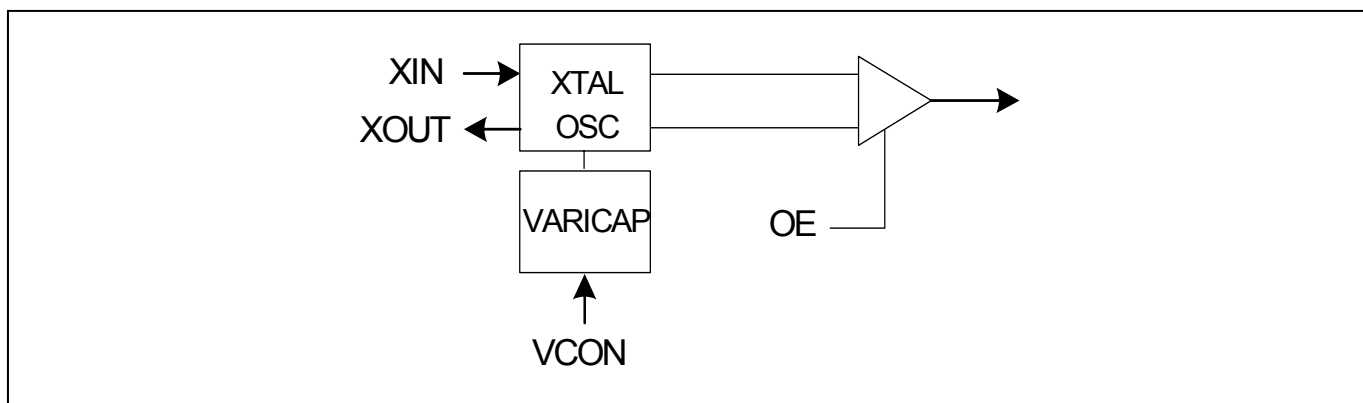 XIN
XOUT
XTAL
OSC
VARICAP
VCON
OE